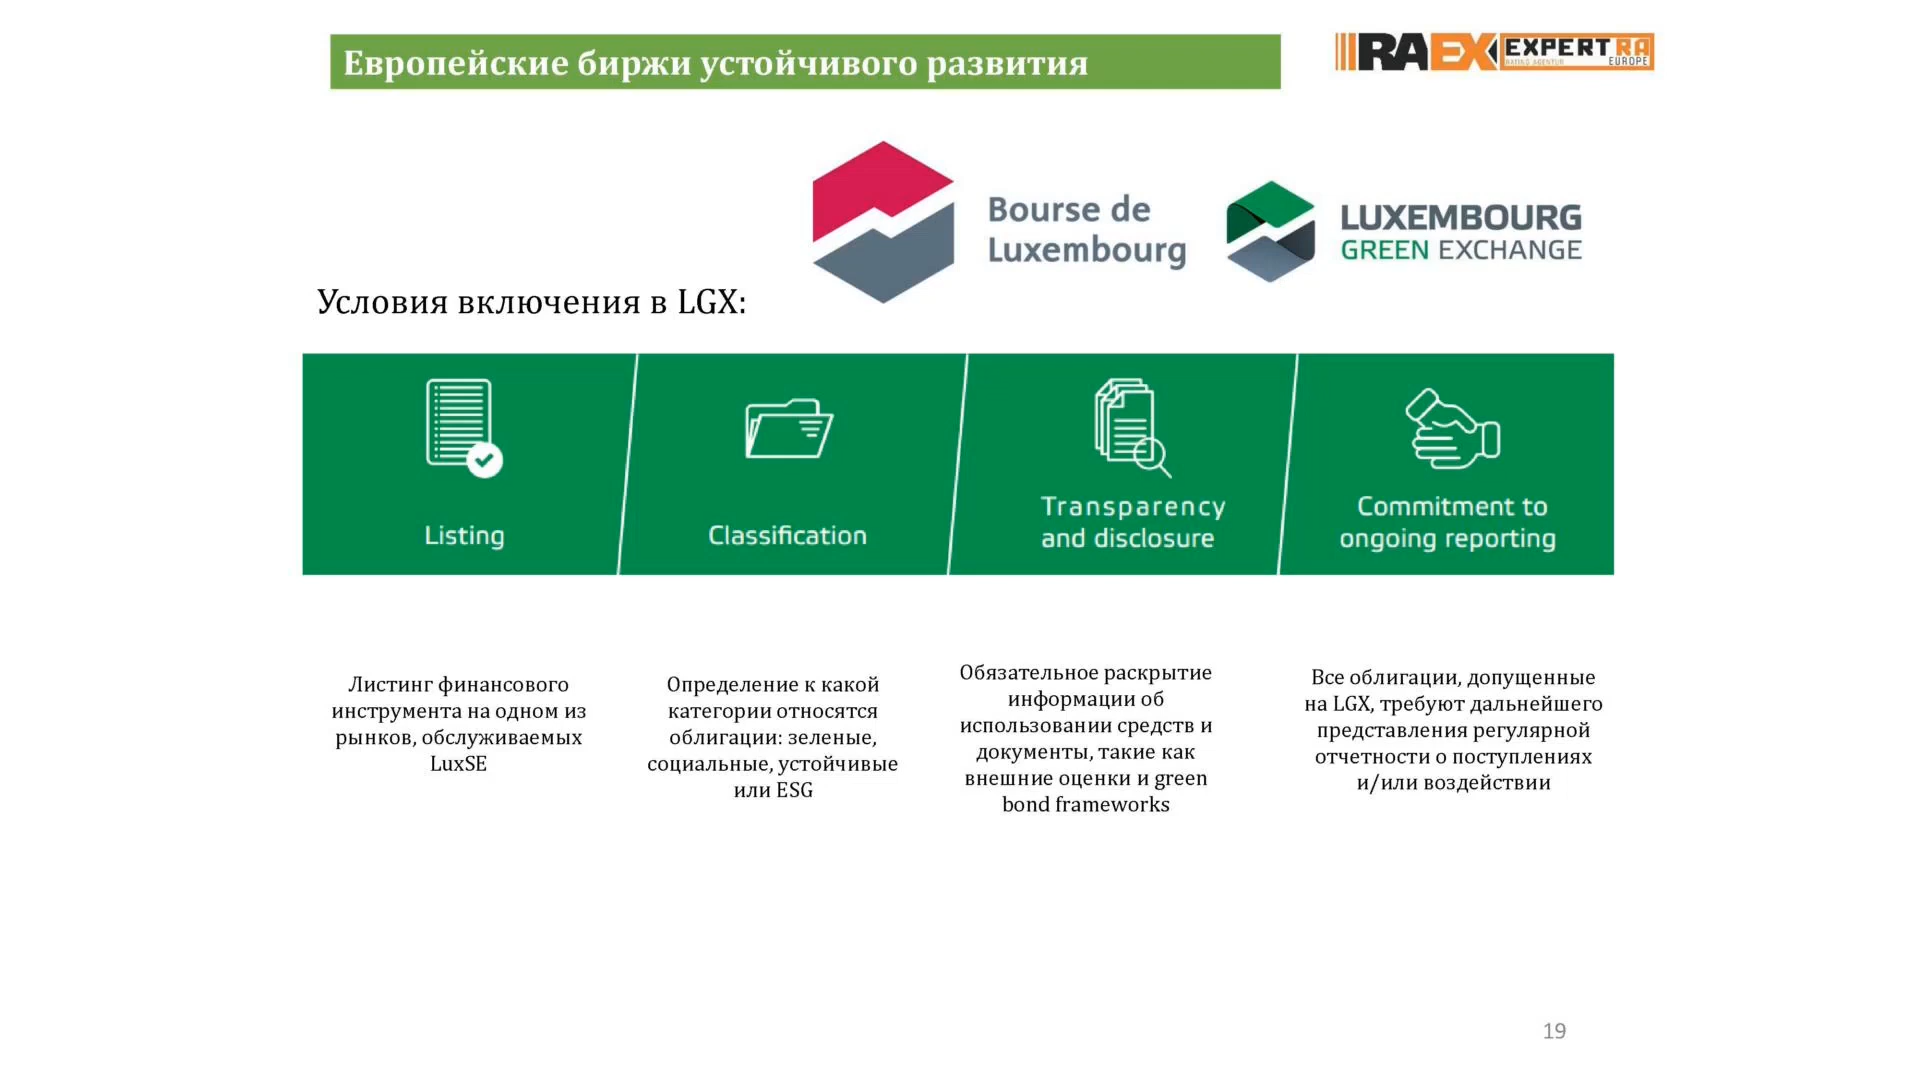 Европейские биржи устойчивого развития
RAEX EXPERT RA
RATING AGENTUR EUROPE
Bourse de
Luxembourg
LUXEMBOURG
GREEN EXCHANGE
Условия включения в LGX:
Listing
Classification
Transparency
and disclosure
Commitment to
ongoing reporting
Листинг финансового
инструмента на одном из
рынков, обслуживаемых
LuxSE
Определение к какой
категории относятся
облигации: зеленые,
социальные, устойчивые
или ESG
Обязательное раскрытие
информации об
использовании средств и
документы, такие как
внешние оценки и green
bond frameworks
Все облигации, допущенные
на LGX, требуют дальнейшего
представления регулярной
отчетности о поступлениях
и/или воздействии
19